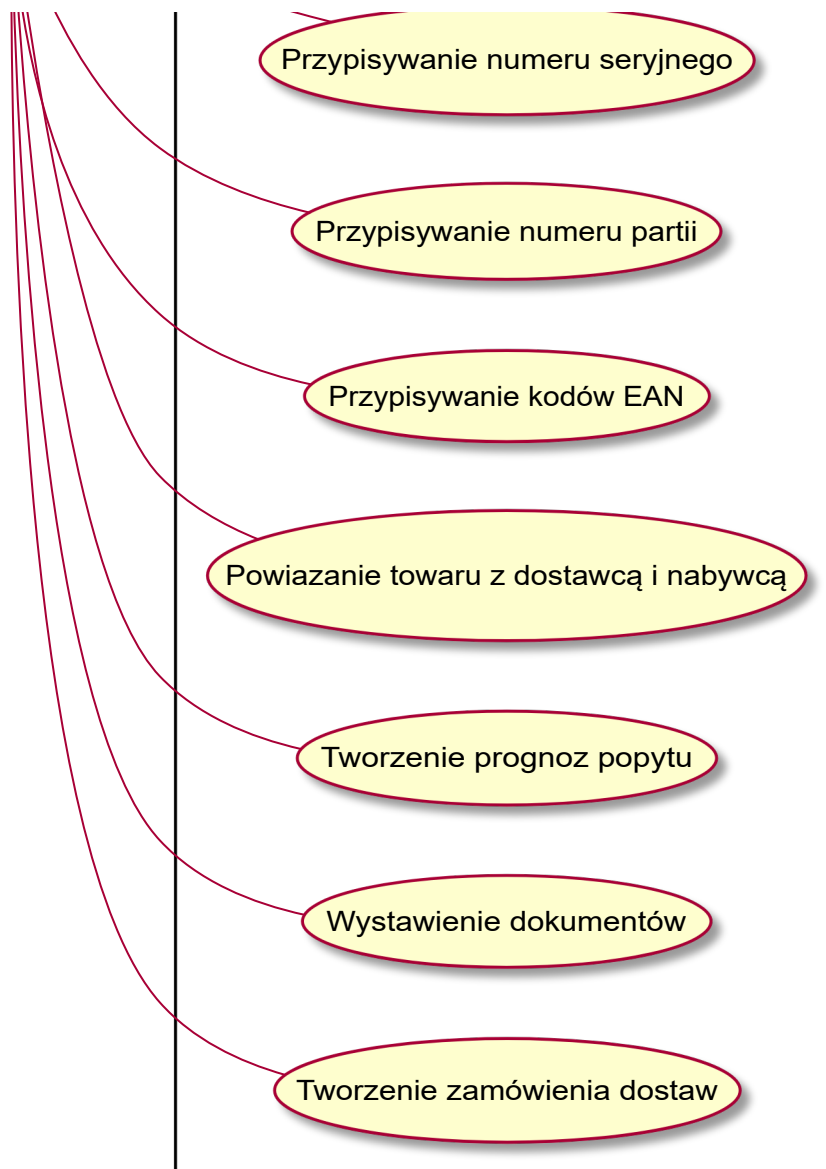 Przypisywanie numeru seryjnego
Przypisywanie numeru partii
Przypisywanie kodów EAN
Powiazanie towaru z dostawcą i nabywcą
Tworzenie prognoz popytu
Wystawienie dokumentów
Tworzenie zamówienia dostaw